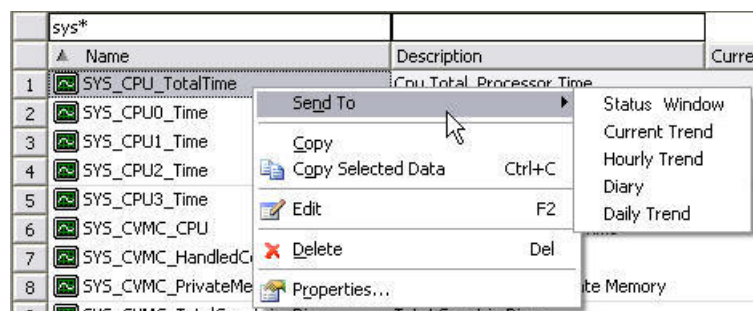 sys*
Name Description Curre
1 SYS_CPU_TotalTime Cpu Total Processor Time
2 SYS_CPU0_Time
3 SYS_CPU1_Time
4 SYS_CPU2_Time
5 SYS_CPU3_Time
6 SYS_CVMC_CPU
7 SYS_CVMC_HandledC
8 SYS_CVMC_PrivateMe te Memory
Send To
Copy
Copy Selected Data Ctrl+C
Edit F2
Delete Del
Properties...
Status Window
Current Trend
Hourly Trend
Diary
Daily Trend